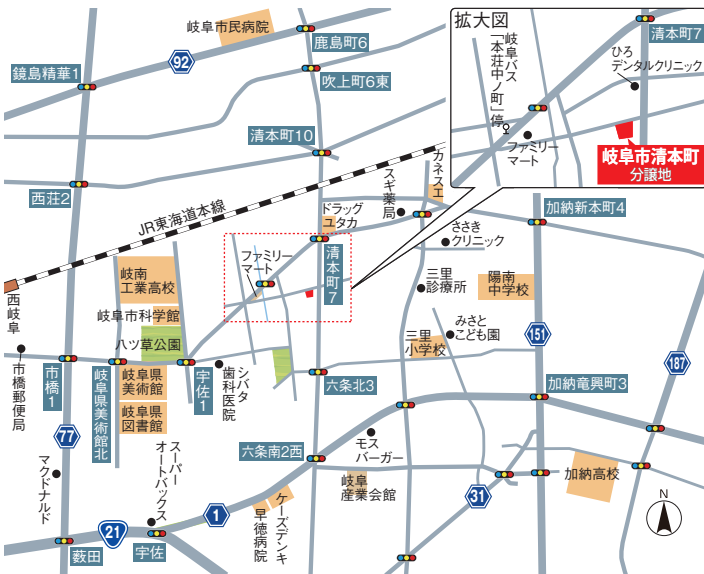 岐阜市民病院
鹿島町6
92
鏡島精華1
吹上町6東
清本町10
西荘2
JR東海道本線
西岐阜
カネスエ
スギ薬局
ドラッグ
ユタカ
加納新本町4
ささき
クリニック
清本町7
ファミリー
マート
岐南
工業高校
岐阜市科学館
八ツ草公園
三里
診療所
陽南
中学校
151
みさと
こども園
三里
小学校
187
市橋郵便局
市橋1
岐阜県美術館北
岐阜県
美術館
岐阜県
図書館
宇佐1
シバタ
歯科医院
六条北3
加納竜興町3
77
マクドナルド
スーパー
オートバックス
六条南2西
モス
バーガー
岐阜
産業会館
加納高校
31
1
21
ケーズデンキ
早徳病院
薮田
宇佐
N
拡大図
岐阜バス
「本荘中ノ町」停
清本町7
ひろ
デンタルクリニック
ファミリー
マート
岐阜市清本町
分譲地